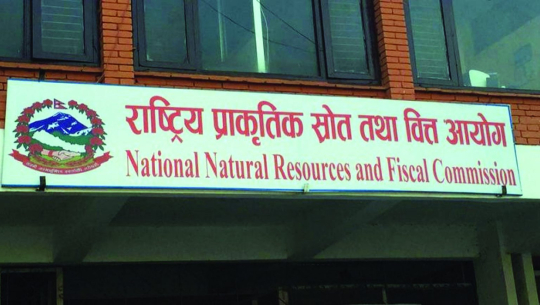 राष्ट्रिय प्राकृतिक स्रोत तथा वित्त आयोग
National Natural Resources and Fiscal Commission